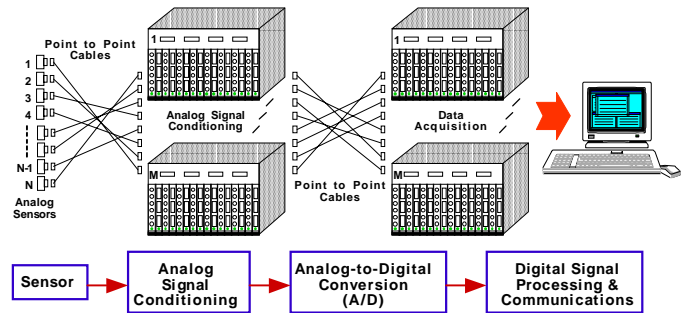 Point to Point
Cables
1
2
3
4
N-1
N
Analog
Sensors
1
Analog Signal
Conditioning
M
Point to Point
Cables
1
Data
Acquisition
M
Sensor
Analog
Signal
Conditioning
Analog-to-Digital
Conversion
(A/D)
Digital Signal
Processing &
Communications